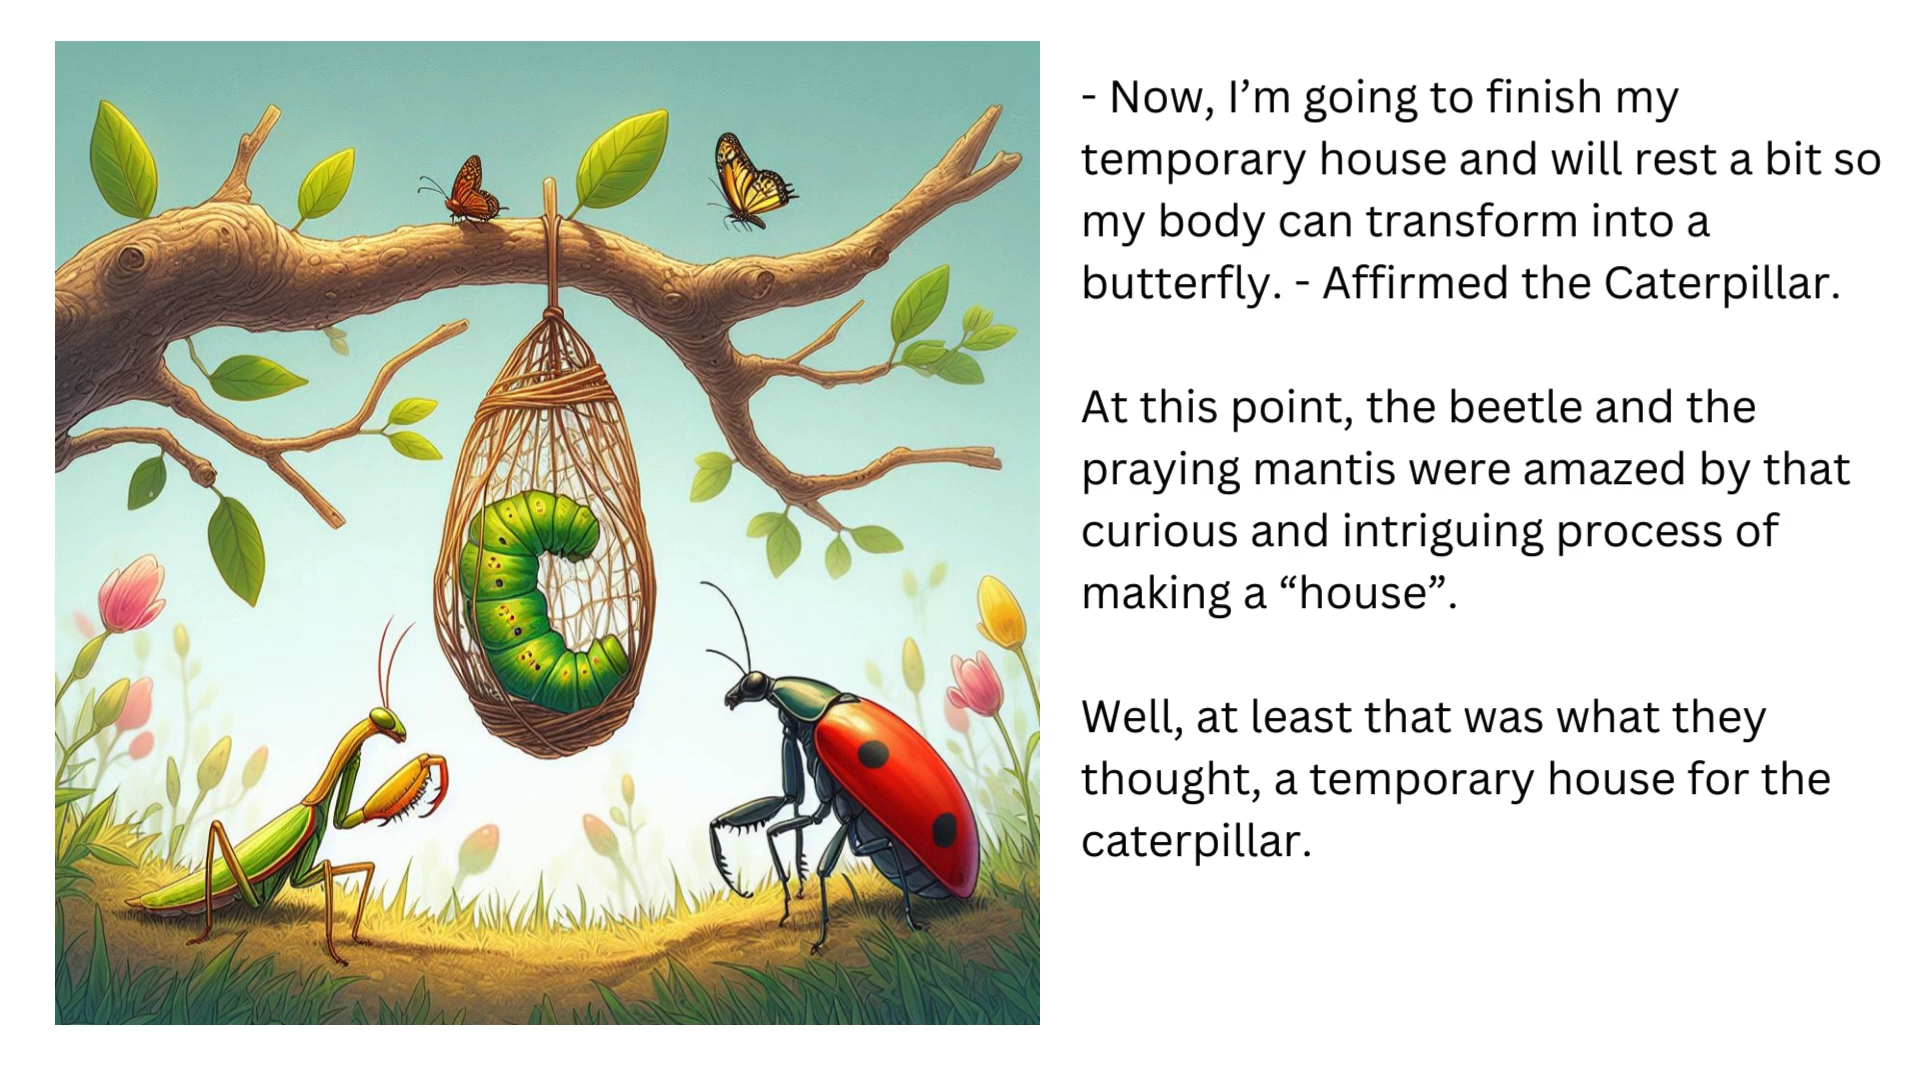 - Now, I’m going to finish my
temporary house and will rest a bit so
my body can transform into a
butterfly. - Affirmed the Caterpillar.
At this point, the beetle and the
praying mantis were amazed by that
curious and intriguing process of
making a “house”.
Well, at least that was what they
thought, a temporary house for the
caterpillar.